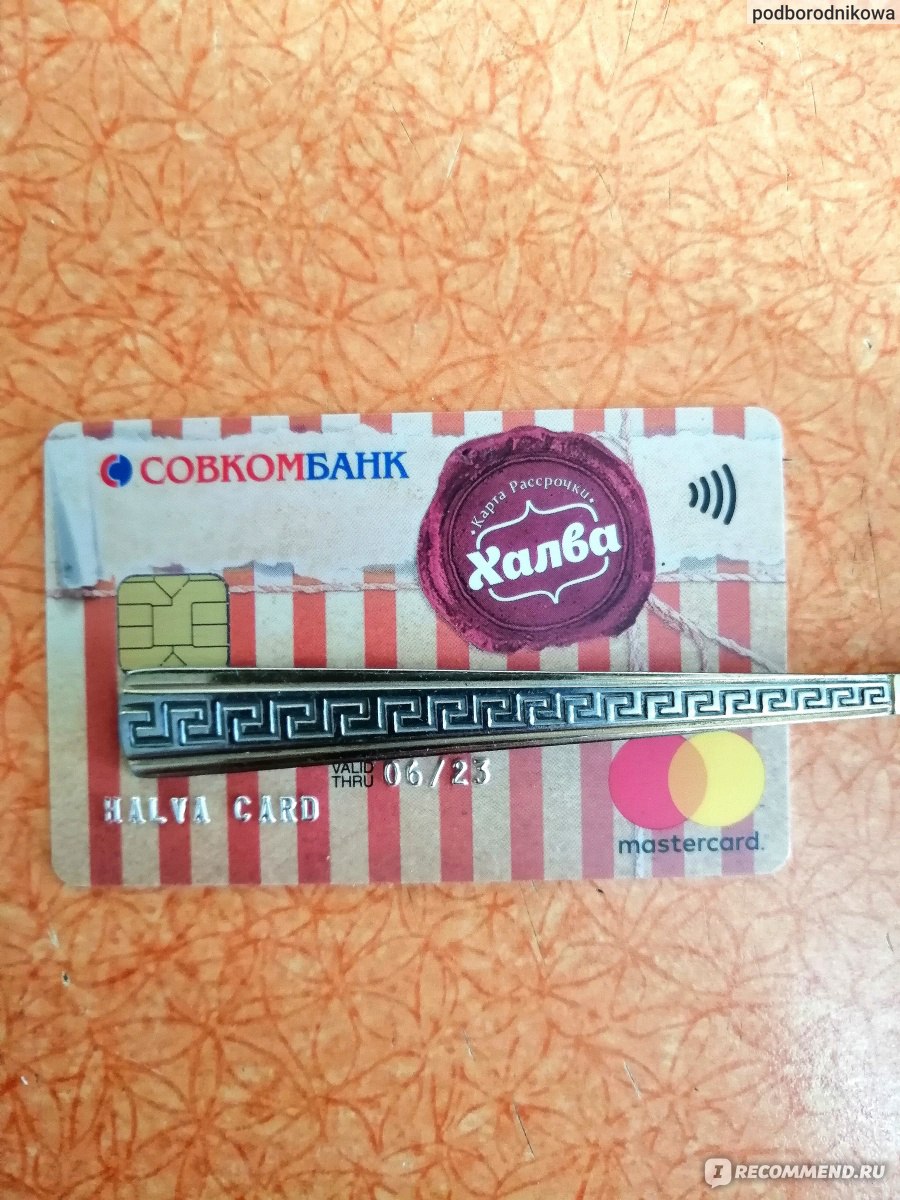 podborodnikowa
СОВКОМБАНК
•Карта Рассрочки•
Халва
VALID
THRU 06/23
HALVA CARD
mastercard.
I RECOMMEND.RU